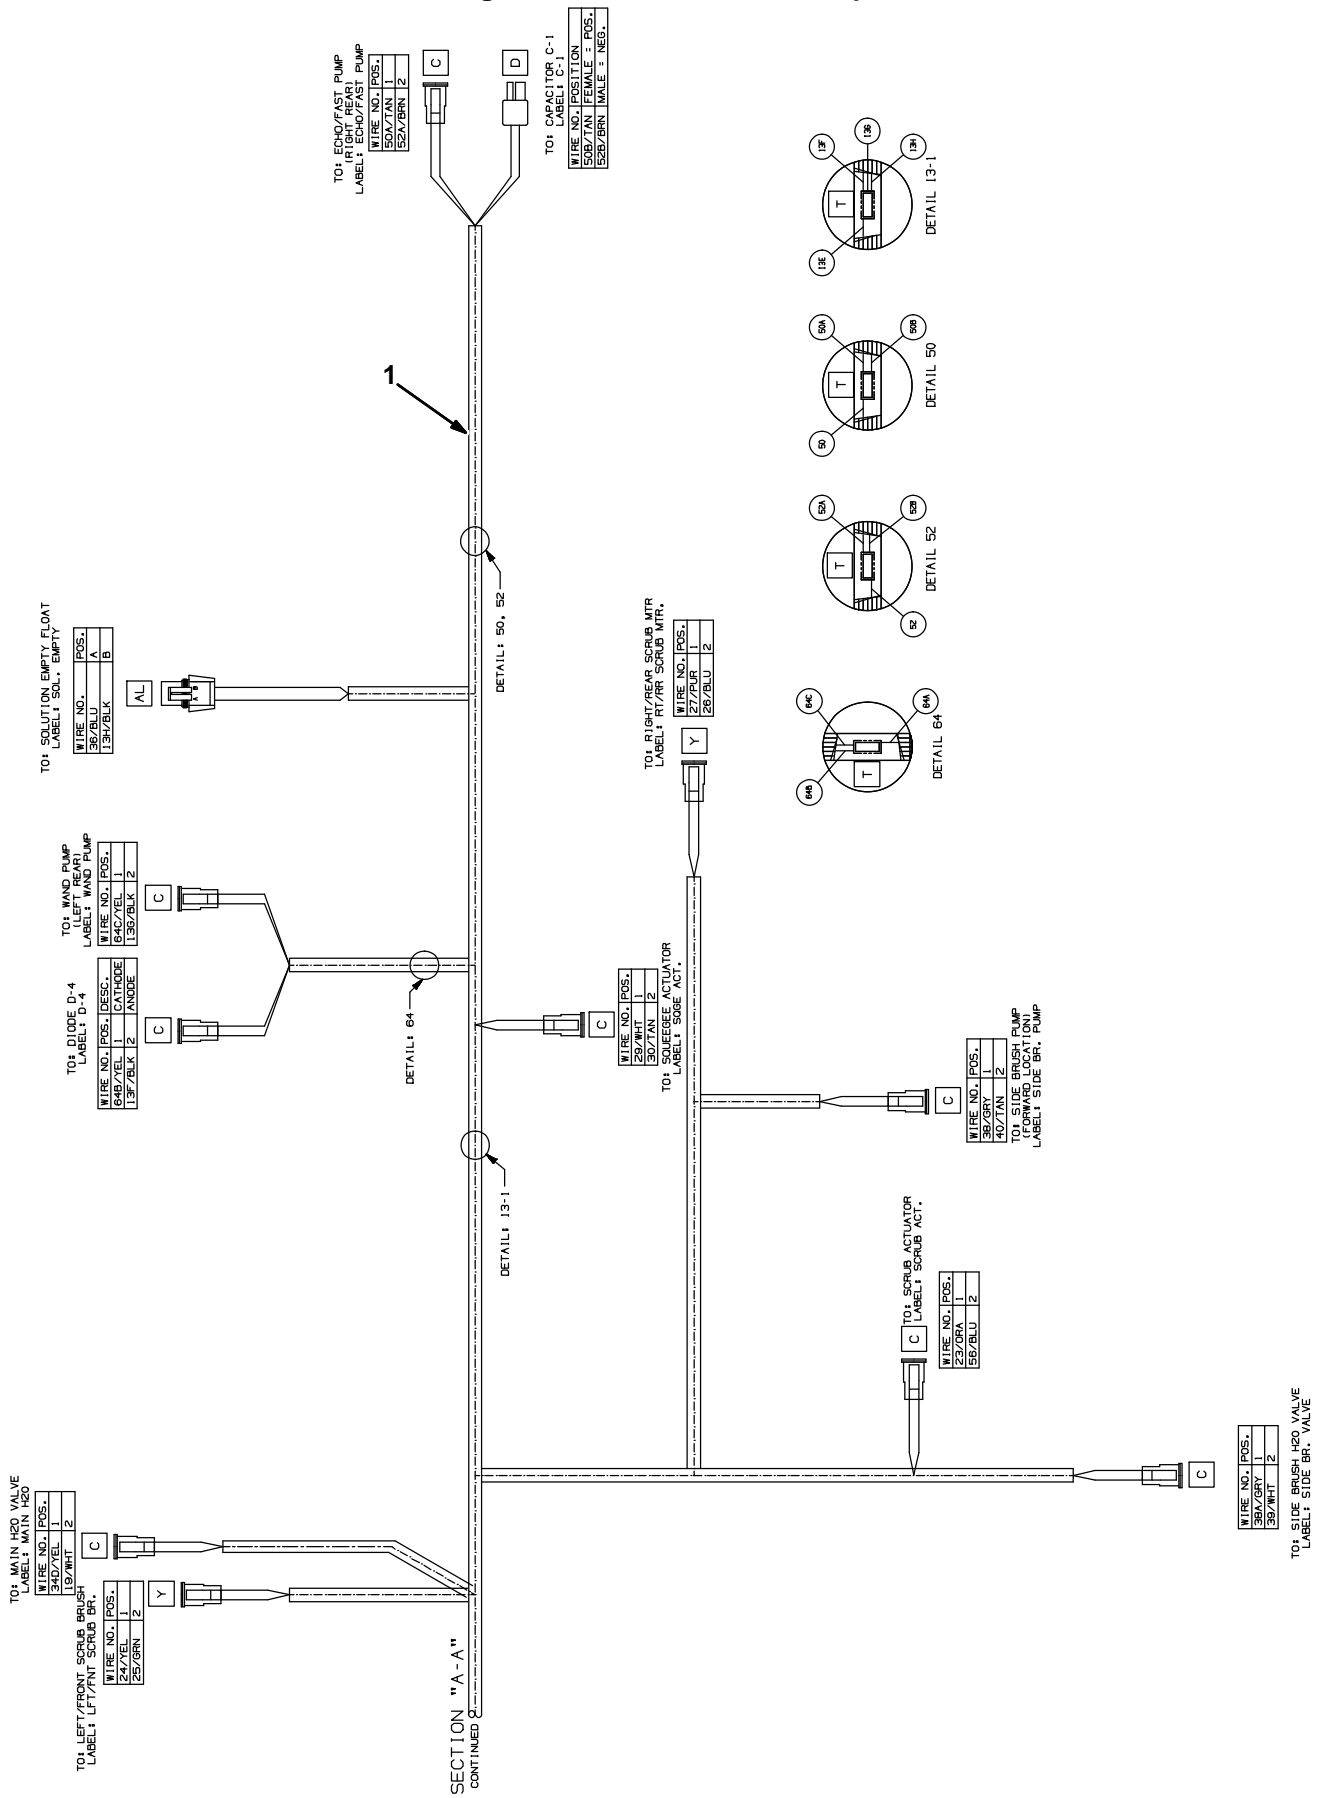 TO: ECHO/FAST PUMP
(RIGHT REAR)
LABEL: ECHO/FAST PUMP
WIRE NO. POS.
50A/TAN 1
52A/BRN 2
C
D
TO: CAPACITOR C-1
LABEL: C-1
WIRE NO. POSITION
50B/TAN FEMALE = POS.
52B/BRN MALE = NEG.
1
DETAIL: 50, 52
TO: SOLUTION EMPTY FLOAT
LABEL: SOL. EMPTY
WIRE NO. POS.
36/BLU A
13H/BLK B
AL
A B
TO: WAND PUMP
(LEFT REAR)
LABEL: WAND PUMP
WIRE NO. POS.
64C/YEL 1
13G/BLK 2
C
TO: DIODE D-4
LABEL: D-4
WIRE NO. POS. DESC.
64B/YEL 1 CATHODE
13F/BLK 2 ANODE
C
DETAIL: 64
C
WIRE NO. POS.
29/WHT 1
30/TAN 2
TO: SQUEEGEE ACTUATOR
LABEL: SQGE ACT.
TO: RIGHT/REAR SCRUB MTR
LABEL: RT/RR SCRUB MTR.
WIRE NO. POS.
27/PUR 1
26/BLU 2
Y
C
WIRE NO. POS.
38/GRY 1
40/TAN 2
TO: SIDE BRUSH PUMP
(FORWARD LOCATION)
LABEL: SIDE BR. PUMP
DETAIL: 13-1
TO: SCRUB ACTUATOR
LABEL: SCRUB ACT.
C
WIRE NO. POS.
23/ORA 1
56/BLU 2
C
WIRE NO. POS.
38A/GRY 1
39/WHT 2
TO: SIDE BRUSH H2O VALVE
LABEL: SIDE BR. VALVE
TO: MAIN H2O VALVE
LABEL: MAIN H2O
WIRE NO. POS.
34D/YEL 1
19/WHT 2
C
TO: LEFT/FRONT SCRUB BRUSH
LABEL: LFT/FNT SCRUB BR.
WIRE NO. POS.
24/YEL 1
25/GRN 2
Y
SECTION "A-A"
CONTINUED
13E
13F
13G
13H
T
DETAIL 13-1
50
50A
50B
T
DETAIL 50
52
52A
52B
T
DETAIL 52
64B
64C
64A
T
DETAIL 64